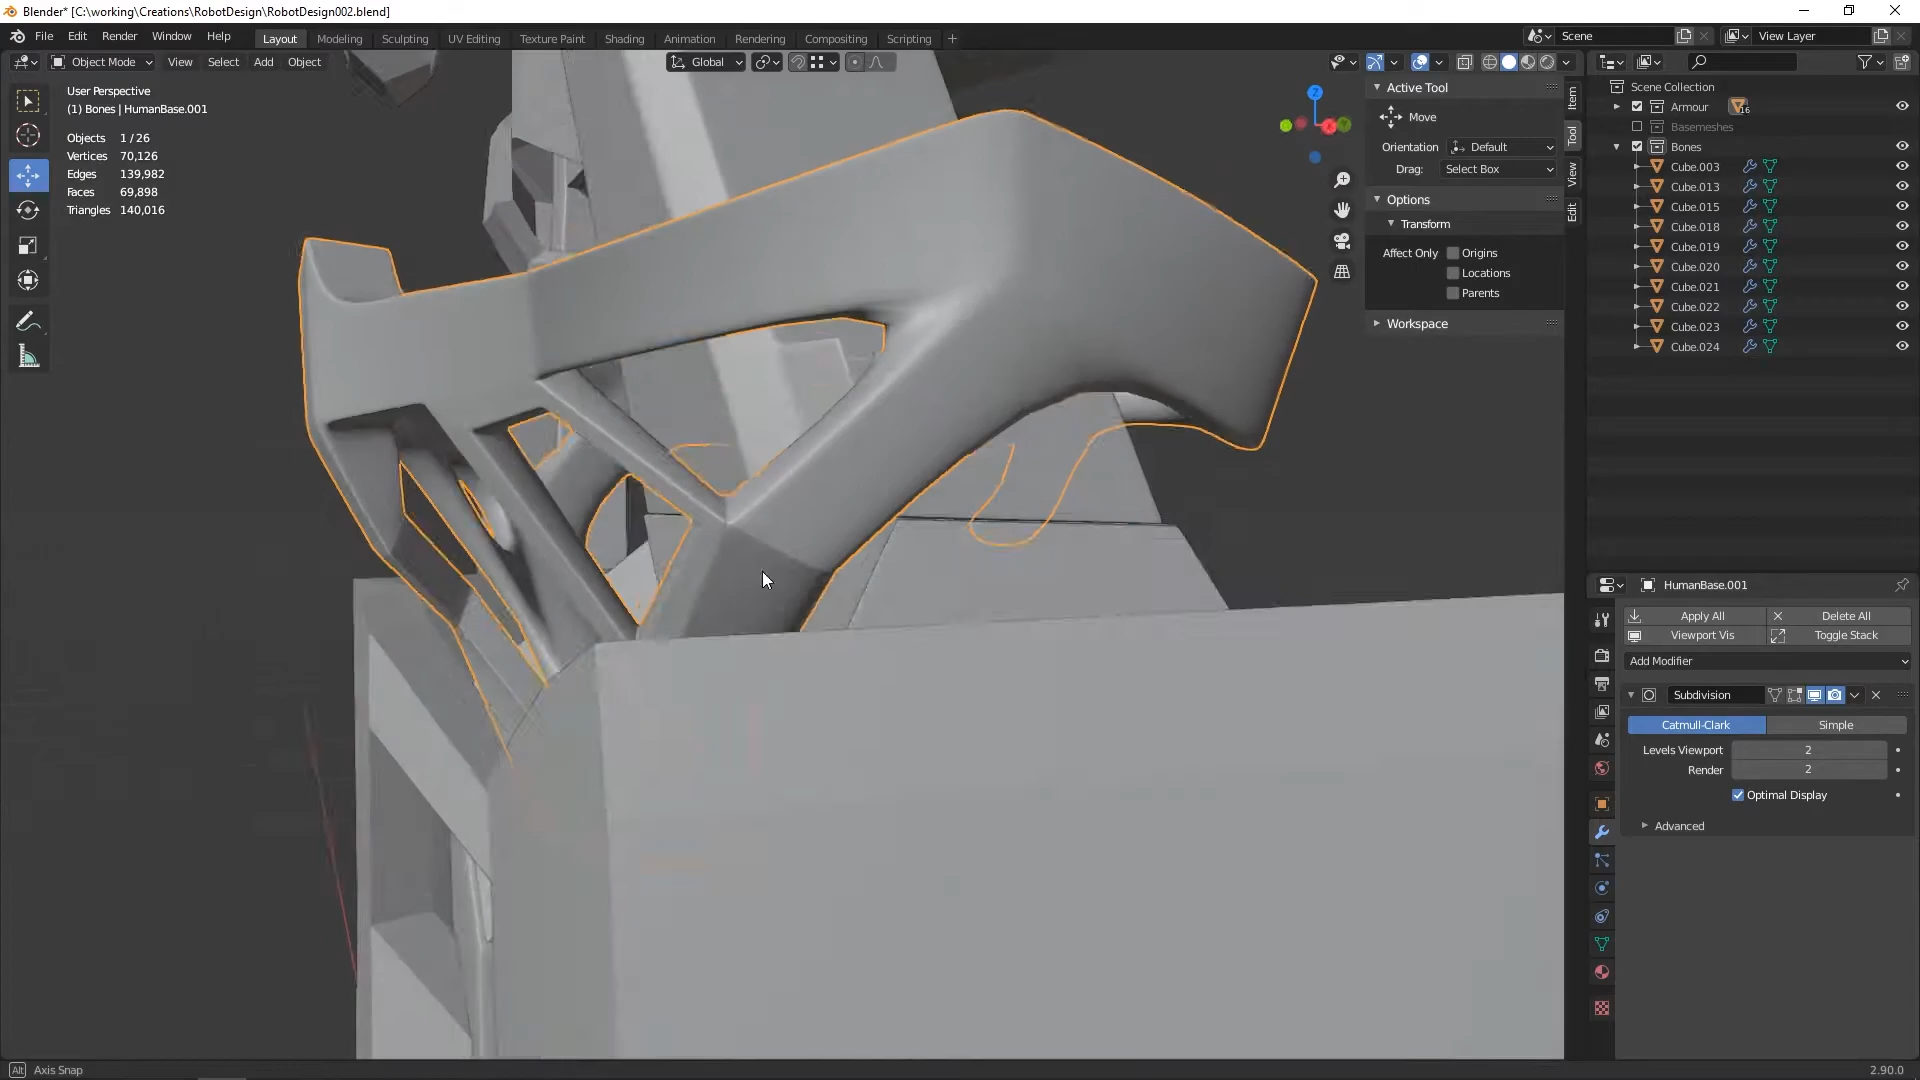 Blender* [C:\working\Creations\RobotDesign\RobotDesign002.blend]
File Edit Render Window Help Layout Modeling Sculpting UV Editing Texture Paint Shading Animation Rendering Compositing Scripting + Scene View Layer
Object Mode View Select Add Object Global
User Perspective
(1) Bones | HumanBase.001
Objects 1 / 26
Vertices 70,126
Edges 139,982
Faces 69,898
Triangles 140,016
Z
Active Tool
Move
Orientation Default
Drag: Select Box
Options
Transform
Affect Only Origins
Locations
Parents
Workspace
Item
Tool
View
Edit
Scene Collection
Armour 16
Basemeshes
Bones
Cube.003
Cube.013
Cube.015
Cube.018
Cube.019
Cube.020
Cube.021
Cube.022
Cube.023
Cube.024
HumanBase.001
Apply All Delete All
Viewport Vis Toggle Stack
Add Modifier
Subdivision
Catmull-Clark Simple
Levels Viewport 2
Render 2
Optimal Display
Advanced
Alt Axis Snap 2.90.0